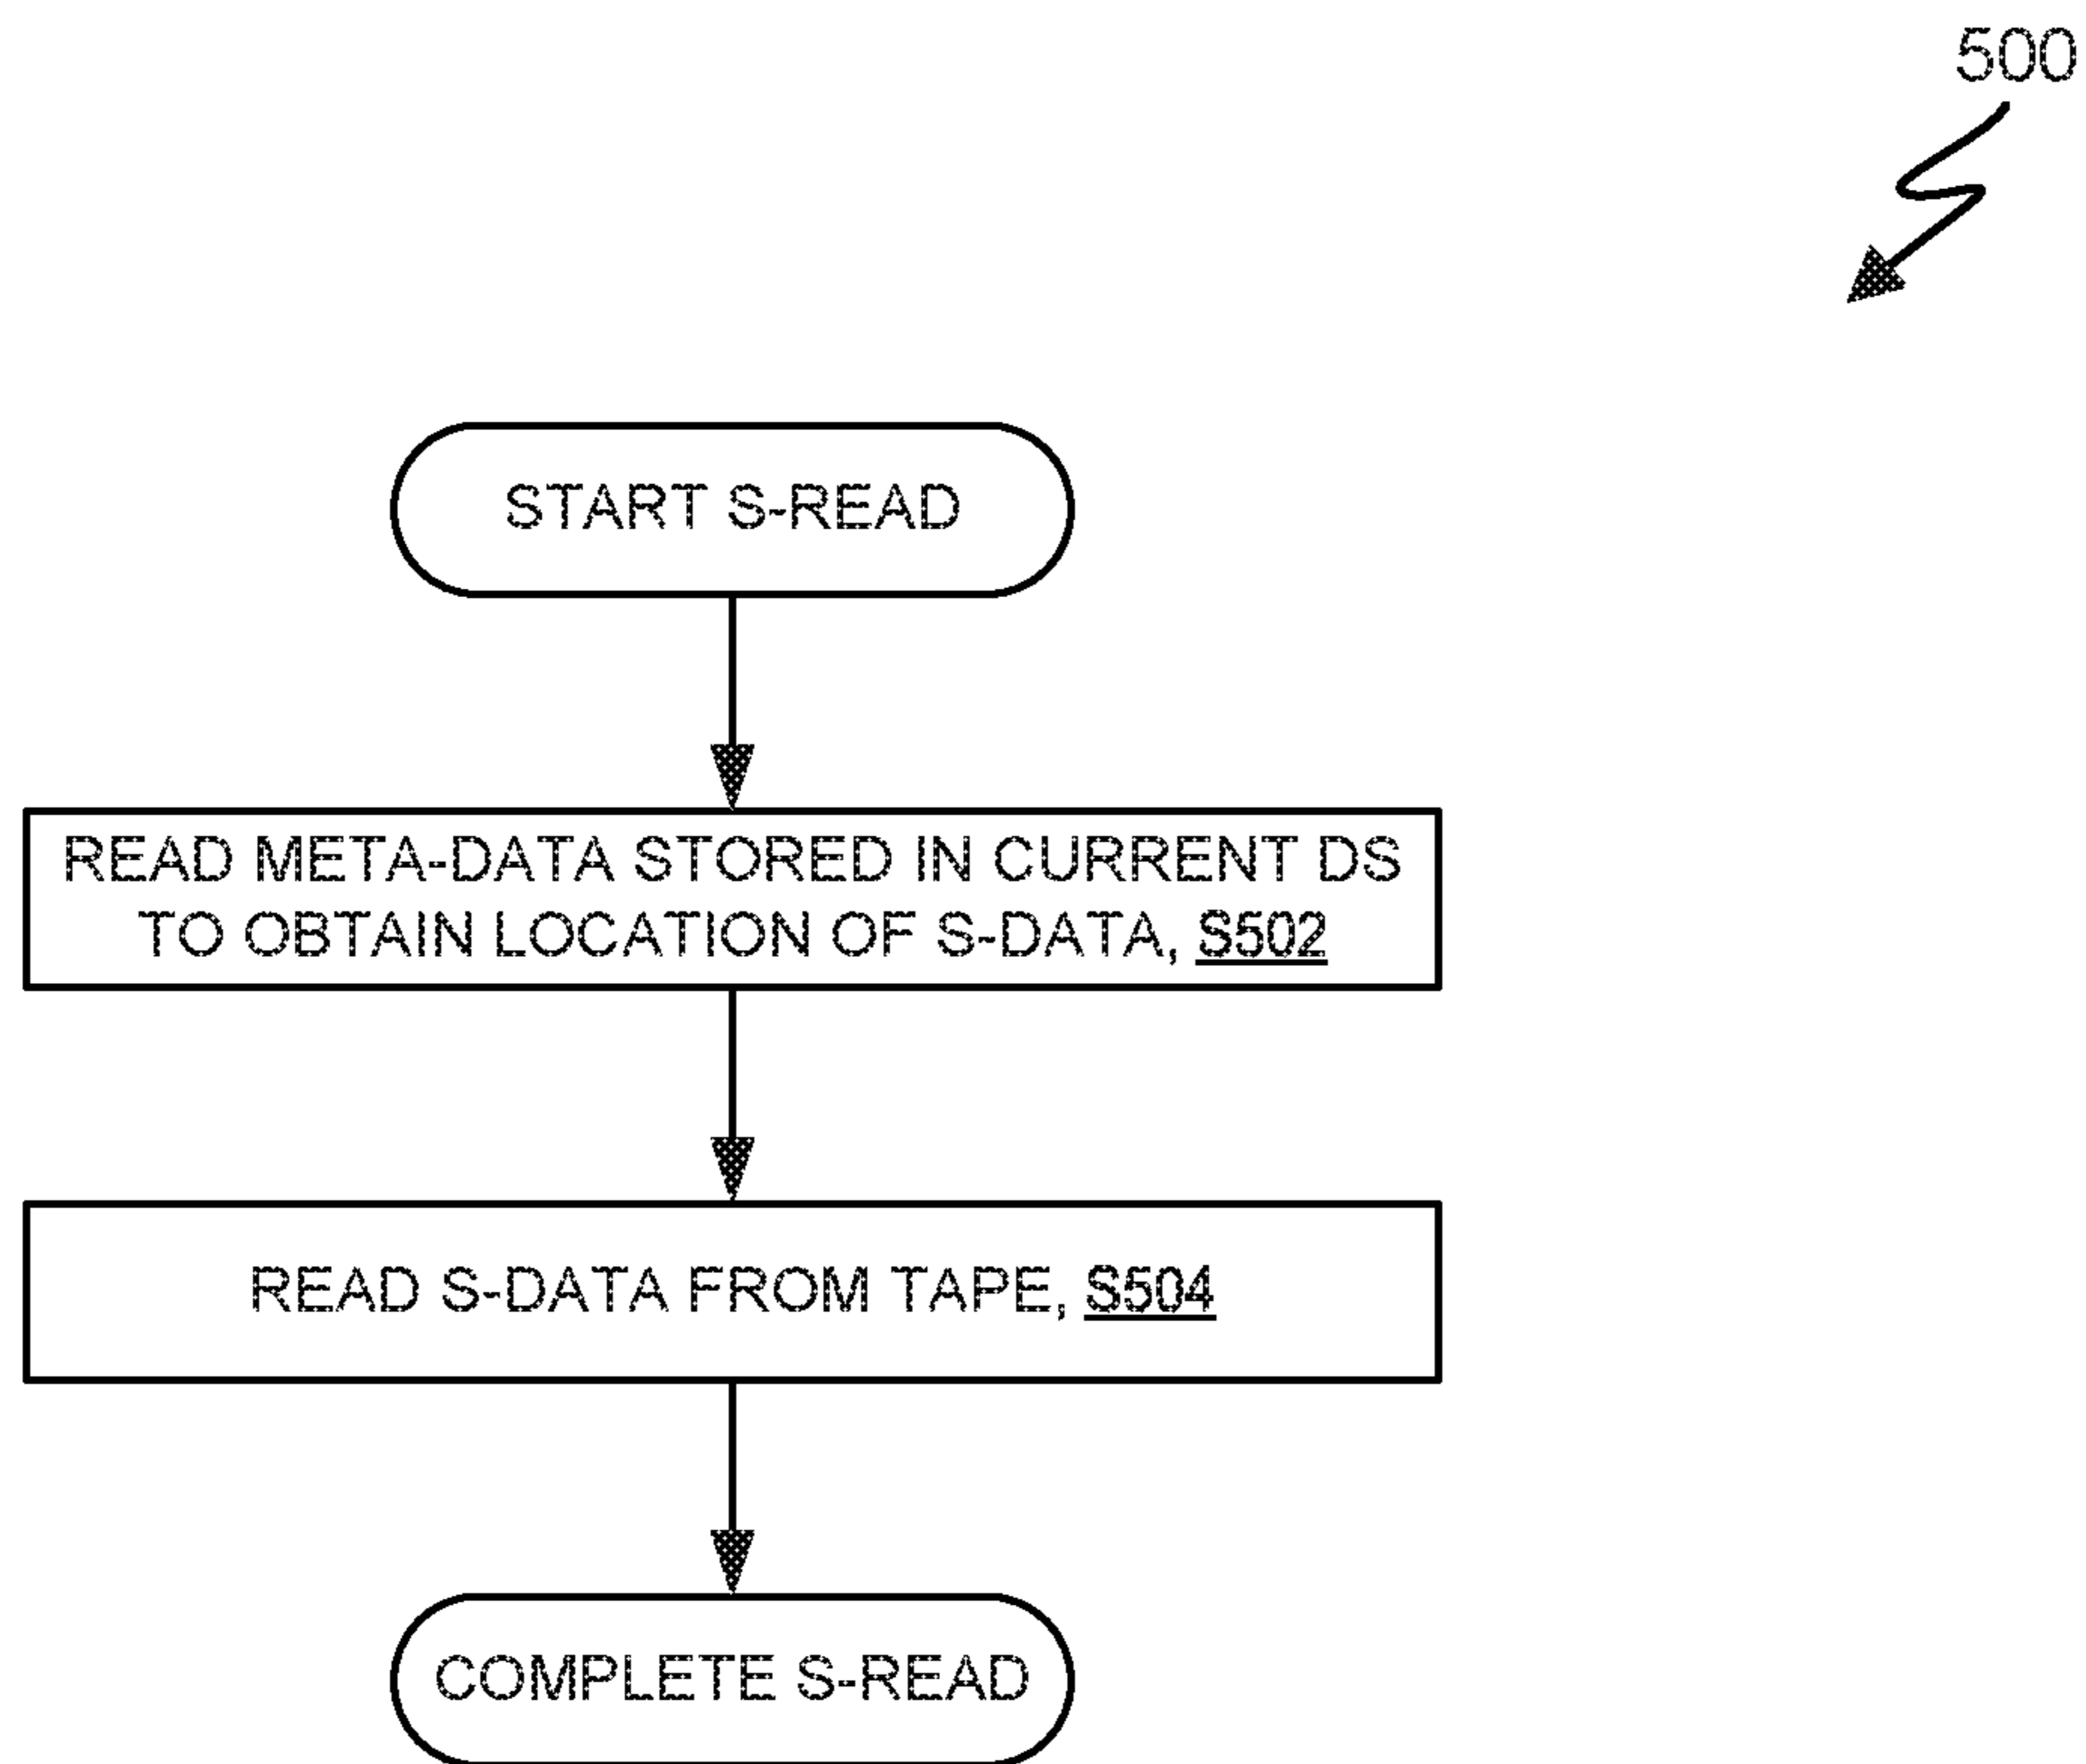 500
START S-READ
READ META-DATA STORED IN CURRENT DS
TO OBTAIN LOCATION OF S-DATA, S502
READ S-DATA FROM TAPE, S504
COMPLETE S-READ